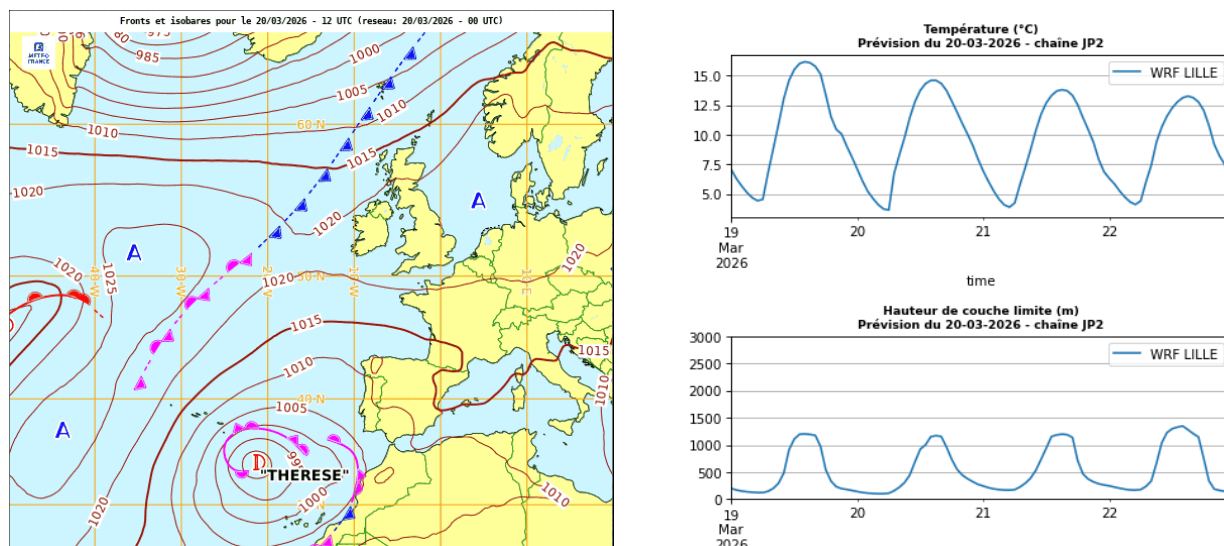 Fronts et isobares pour le 20/03/2026 - 12 UTC (reseau: 20/03/2026 - 00 UTC)
METEO
FRANCE
975
985
1000
1005
1010
1010
1015
1015
1020
60 N
A
1020
A
1020
1025
40 W
30 W
20 W
10 W
50 N
10 E
1020
1020
1015
1015
1010
1010
40 N
1005
A
D
"THERESE"
995
1000
1010
1020
Température (°C)
Prévision du 20-03-2026 - chaîne JP2
WRF LILLE
15.0
12.5
10.0
7.5
5.0
19 20 21 22
Mar
2026
time
Hauteur de couche limite (m)
Prévision du 20-03-2026 - chaîne JP2
WRF LILLE
3000
2500
2000
1500
1000
500
0
19 20 21 22
Mar
2026